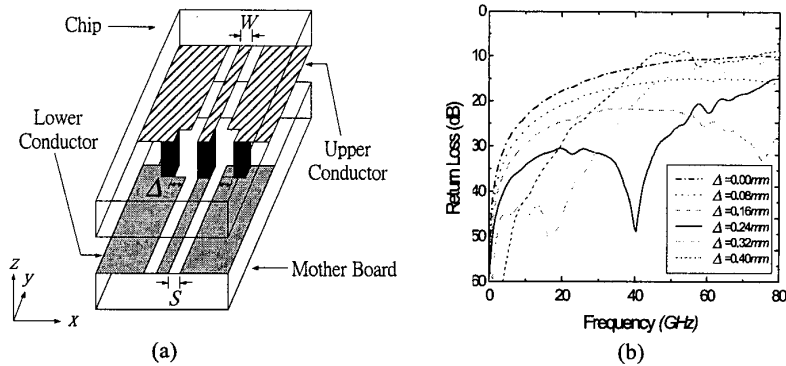 Chip
W
Lower
Conductor
Upper
Conductor
Δ
Mother Board
S
z
y
x
(a)
Return Loss (dB)
0
10
20
30
40
50
60
0 20 40 60 80
Frequency (GHz)
Δ=0.00mm
Δ=0.08mm
Δ=0.16mm
Δ=0.24mm
Δ=0.32mm
Δ=0.40mm
(b)